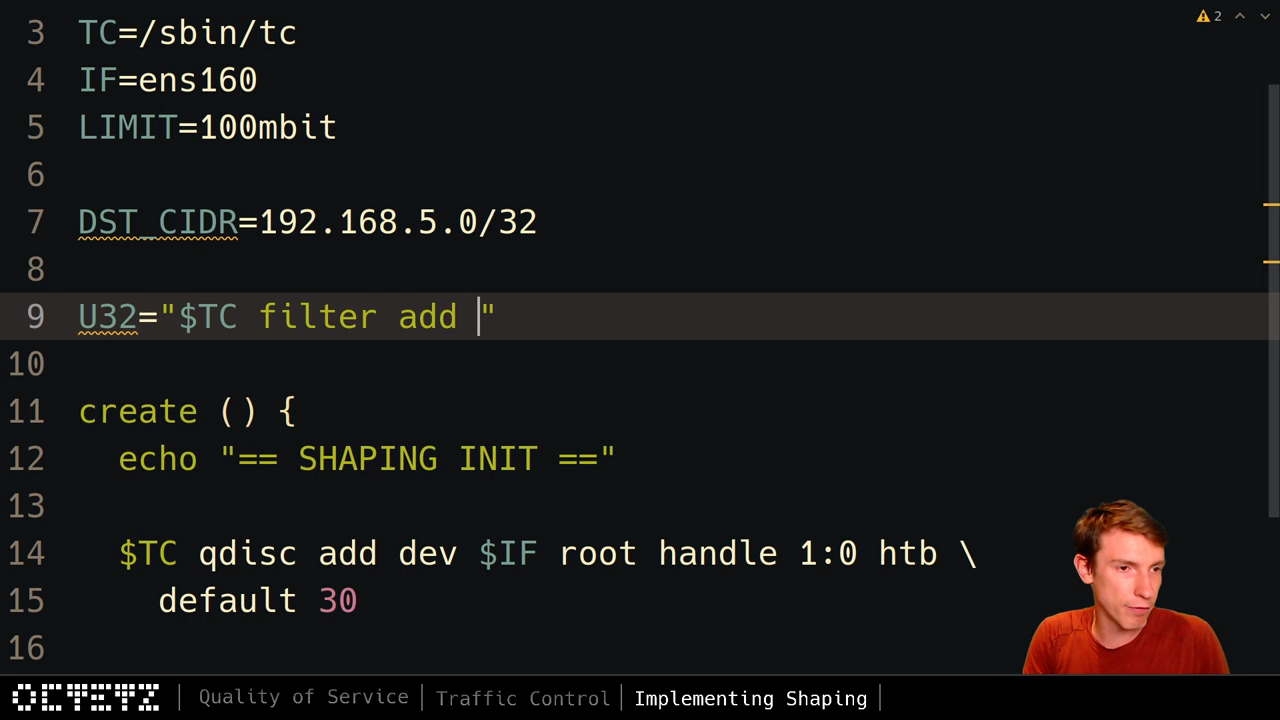 3 TC=/sbin/tc
4 IF=ens160
5 LIMIT=100mbit
6
7 DST_CIDR=192.168.5.0/32
8
9 U32="$TC filter add "
10
11 create () {
12 echo "== SHAPING INIT =="
13
14 $TC qdisc add dev $IF root handle 1:0 htb \
15 default 30
16
2
OCTETZ | Quality of Service | Traffic Control | Implementing Shaping |